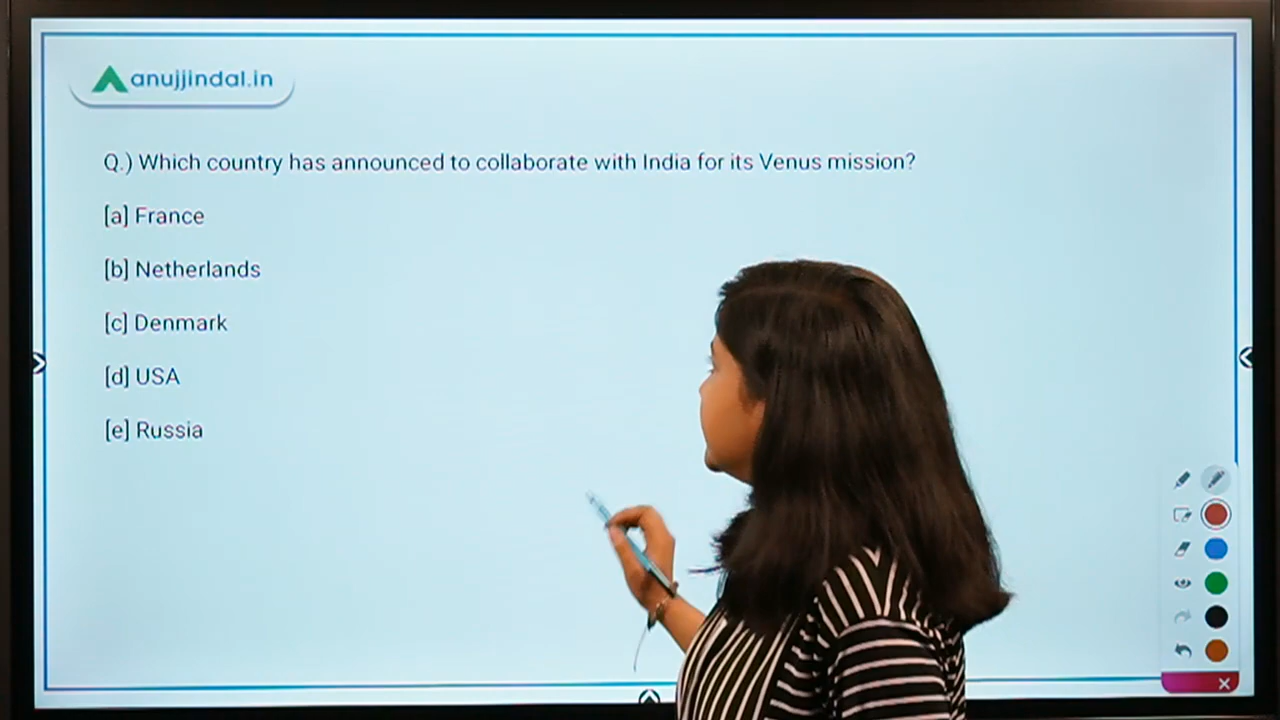 anujjindal.in
Q.) Which country has announced to collaborate with India for its Venus mission?
[a] France
[b] Netherlands
[c] Denmark
[d] USA
[e] Russia